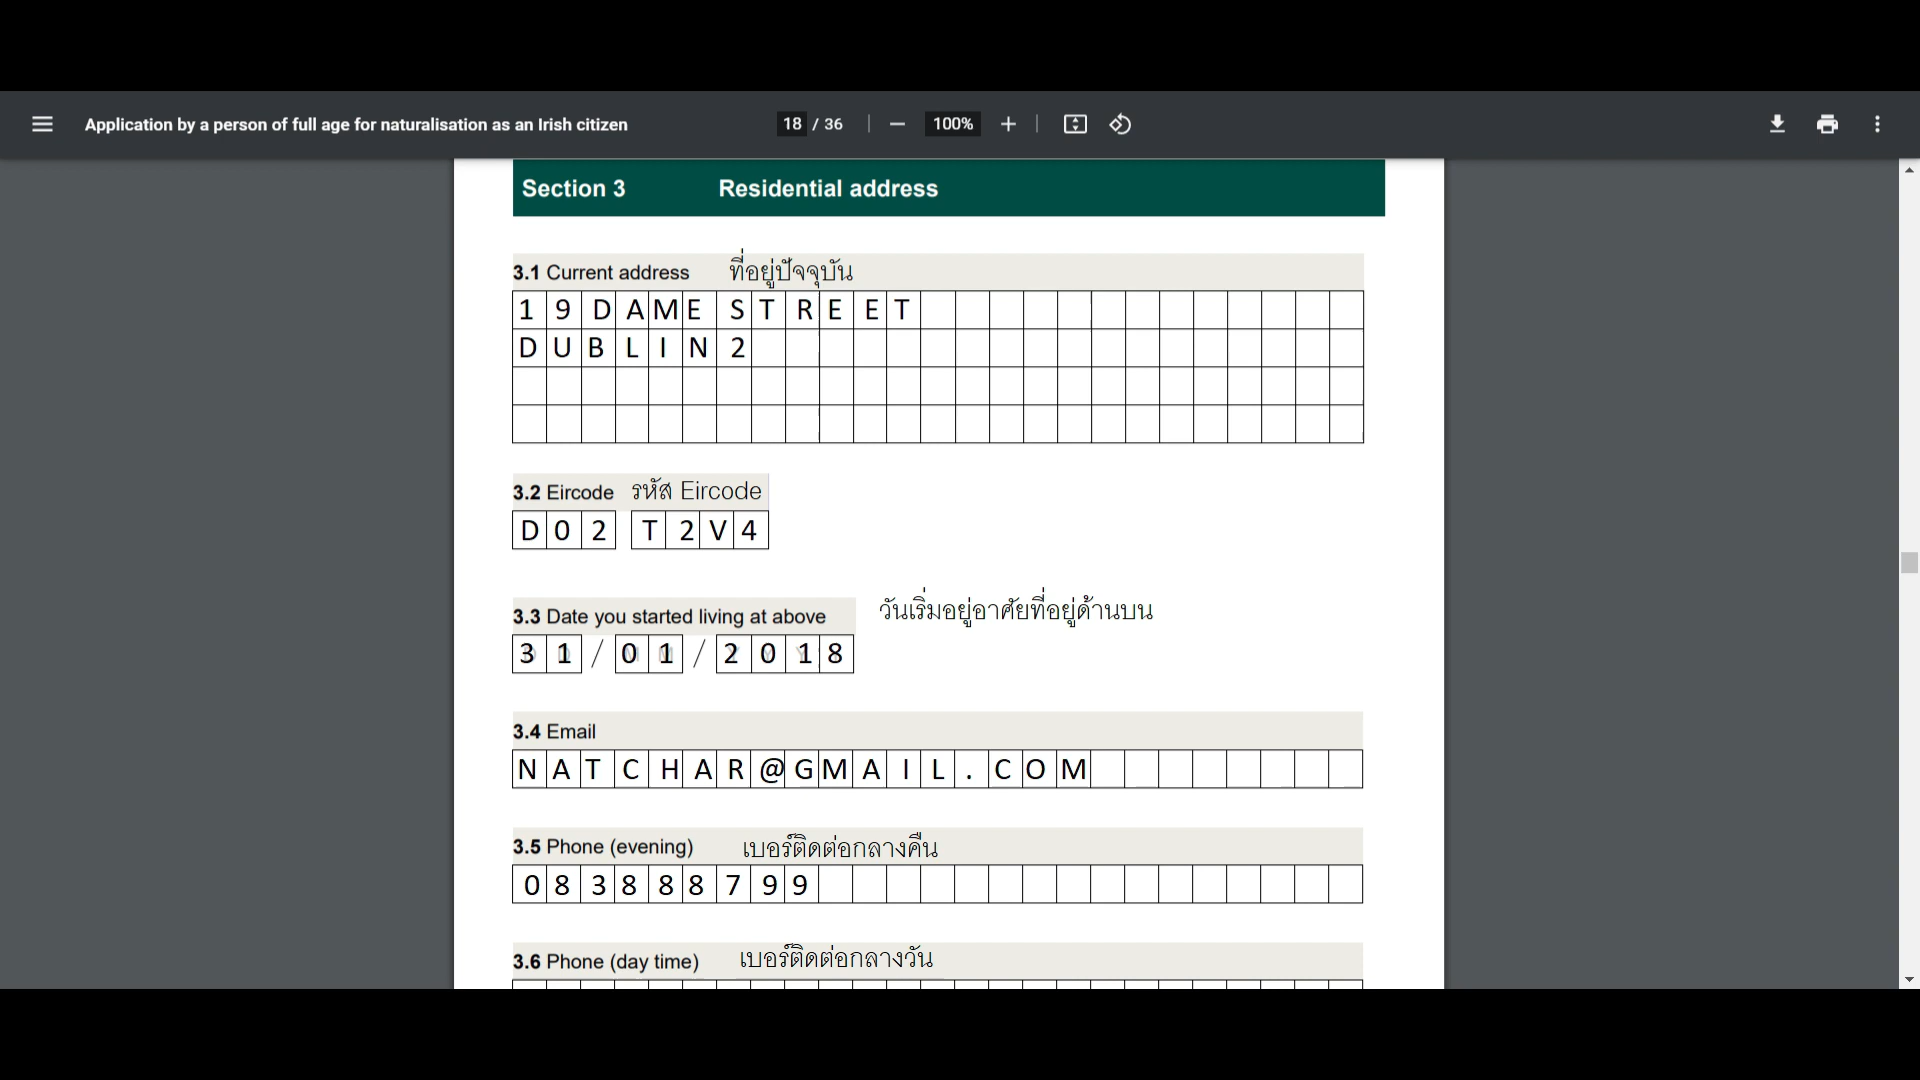 Application by a person of full age for naturalisation as an Irish citizen 18 / 36 100%
Section 3 Residential address
3.1 Current address ที่อยู่ปัจจุบัน
19 DAME STREET
DUBLIN 2
3.2 Eircode รหัส Eircode
D02 T2V4
3.3 Date you started living at above วันเริ่มอยู่อาศัยที่อยู่ด้านบน
31 / 01 / 2018
3.4 Email
NATCHAR@GMAIL.COM
3.5 Phone (evening) เบอร์ติดต่อกลางคืน
083888799
3.6 Phone (day time) เบอร์ติดต่อกลางวัน